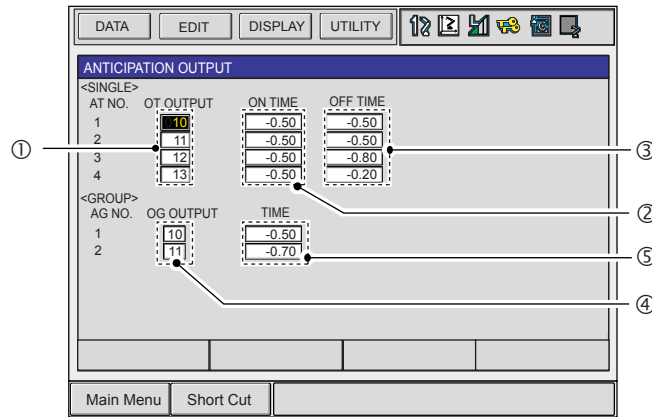 DATA EDIT DISPLAY UTILITY
ANTICIPATION OUTPUT
<SINGLE>
AT NO. OT OUTPUT ON TIME OFF TIME
1 10 -0.50 -0.50
2 11 -0.50 -0.50
3 12 -0.50 -0.80
4 13 -0.50 -0.20
① ③
②
<GROUP>
AG NO. OG OUTPUT TIME
1 10 -0.50
2 11 -0.70
⑤
④
Main Menu Short Cut